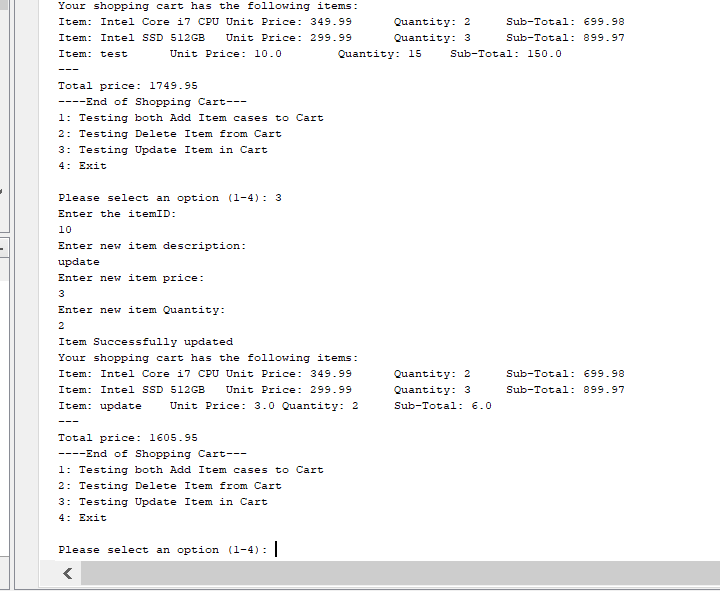 Your shopping cart has the following items:
Item: Intel Core i7 CPU Unit Price: 349.99 Quantity: 2 Sub-Total: 699.98
Item: Intel SSD 512GB Unit Price: 299.99 Quantity: 3 Sub-Total: 899.97
Item: test Unit Price: 10.0 Quantity: 15 Sub-Total: 150.0
---
Total price: 1749.95
----End of Shopping Cart---
1: Testing both Add Item cases to Cart
2: Testing Delete Item from Cart
3: Testing Update Item in Cart
4: Exit
Please select an option (1-4): 3
Enter the itemID:
10
Enter new item description:
update
Enter new item price:
3
Enter new item Quantity:
2
Item Successfully updated
Your shopping cart has the following items:
Item: Intel Core i7 CPU Unit Price: 349.99 Quantity: 2 Sub-Total: 699.98
Item: Intel SSD 512GB Unit Price: 299.99 Quantity: 3 Sub-Total: 899.97
Item: update Unit Price: 3.0 Quantity: 2 Sub-Total: 6.0
---
Total price: 1605.95
----End of Shopping Cart---
1: Testing both Add Item cases to Cart
2: Testing Delete Item from Cart
3: Testing Update Item in Cart
4: Exit
Please select an option (1-4):